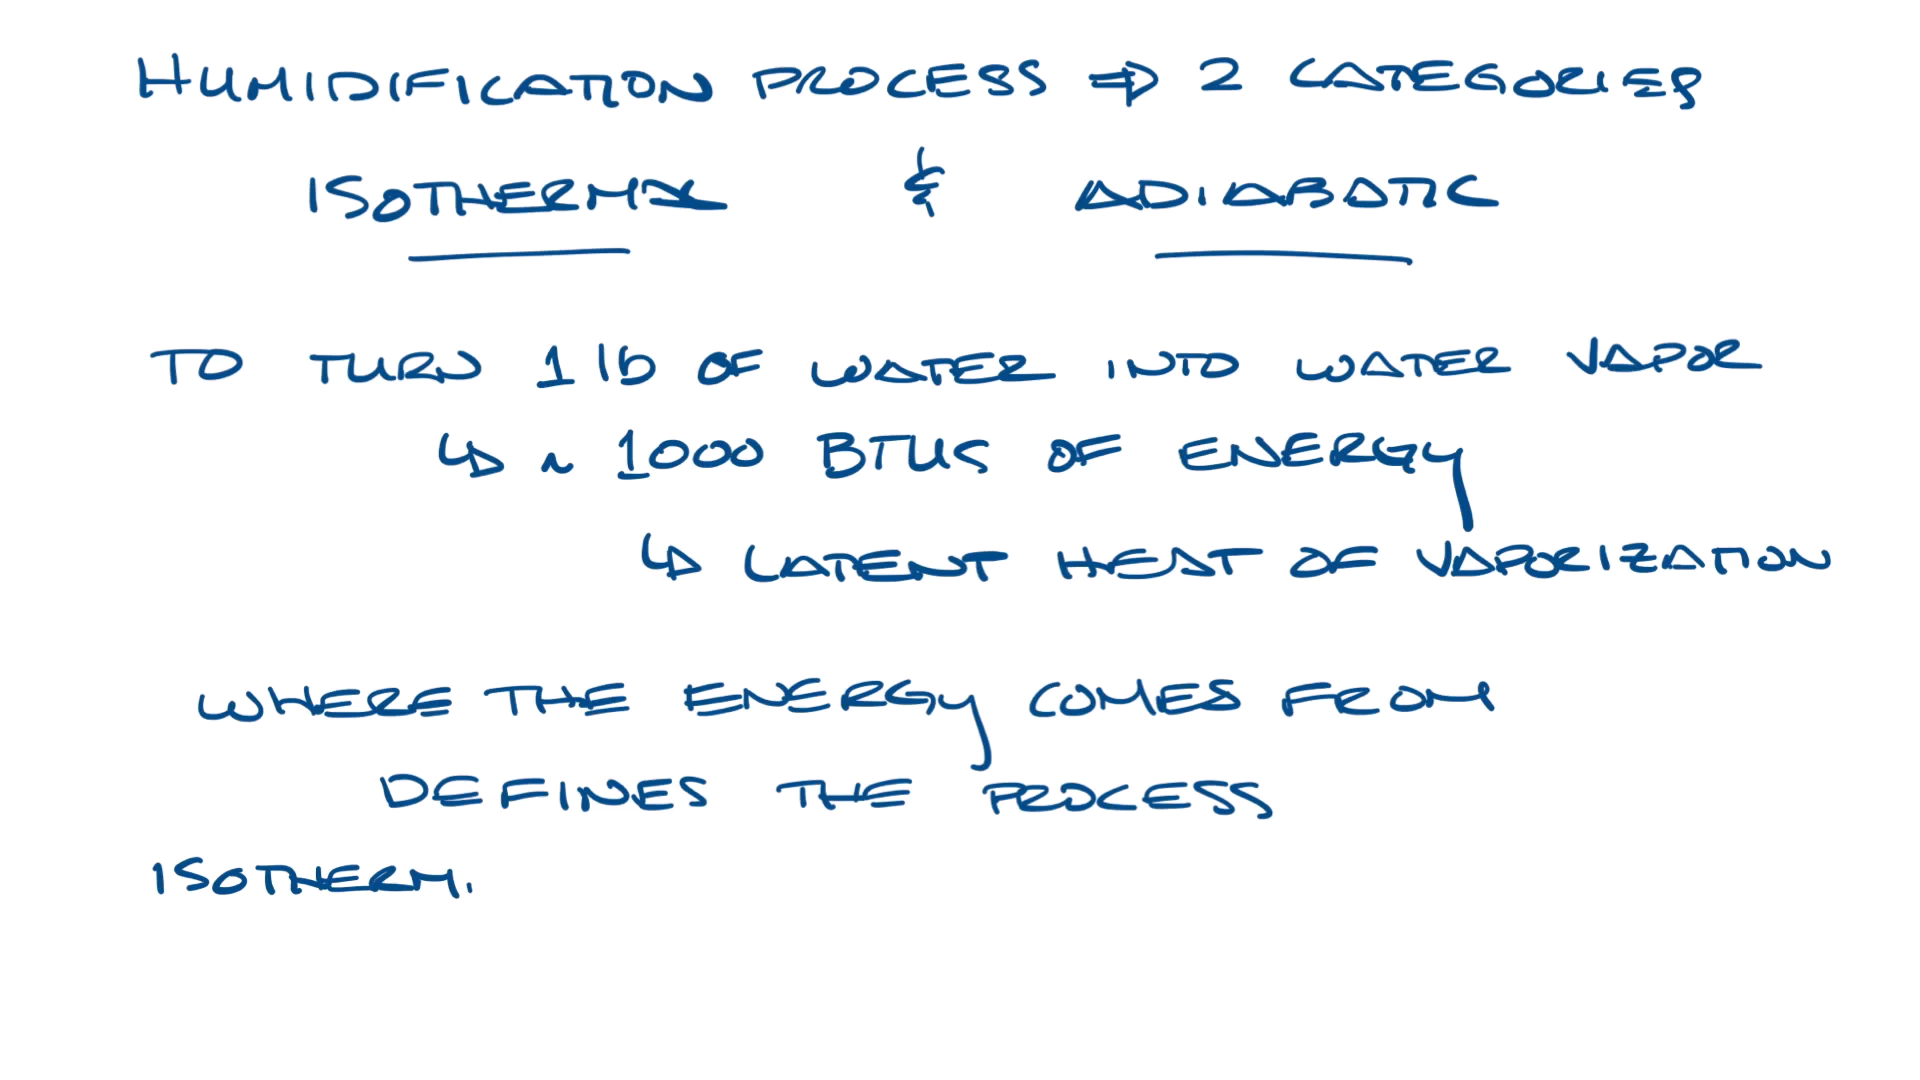 HUMIDIFICATION PROCESS ⇒ 2 CATEGORIES
ISOTHERMAL & ADIABATIC
TO TURN 1 lb OF WATER INTO WATER VAPOR
↳ ~ 1000 BTUS OF ENERGY
↳ LATENT HEAT OF VAPORIZATION
WHERE THE ENERGY COMES FROM
DEFINES THE PROCESS
ISOTHERM.